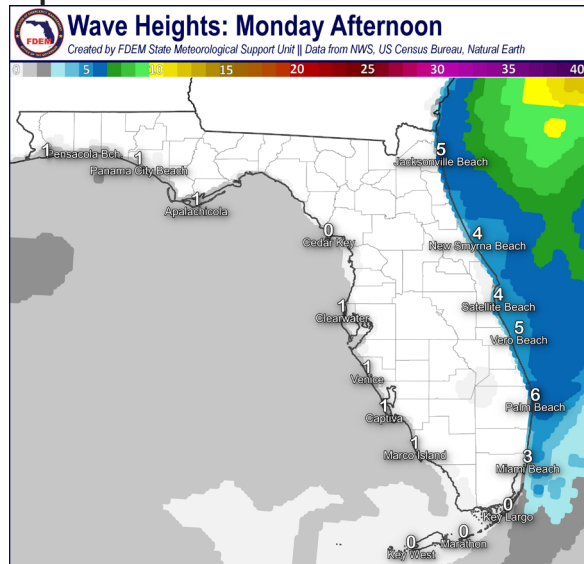 Wave Heights: Monday Afternoon
Created by FDEM State Meteorological Support Unit || Data from NWS, US Census Bureau, Natural Earth
FDEM
0 5 10 15 20 25 30 35 40
5
Jacksonville Beach
1
Pensacola Bch.
1
Panama City Beach
1
Apalachicola
0
Cedar Key
4
New Smyrna Beach
4
Satellite Beach
1
Clearwater
5
Vero Beach
1
Venice
6
Palm Beach
1
Captiva
1
Marco Island
3
Miami Beach
0
Key Largo
0
Marathon
0
Key West